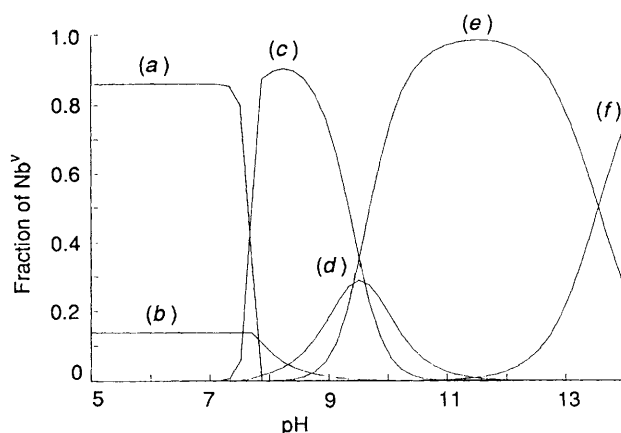 1.0
0.8
0.6
0.4
0.2
0
Fraction of Nbᵛ
(a)
(b)
(c)
(d)
(e)
(f)
5 7 9 11 13
pH